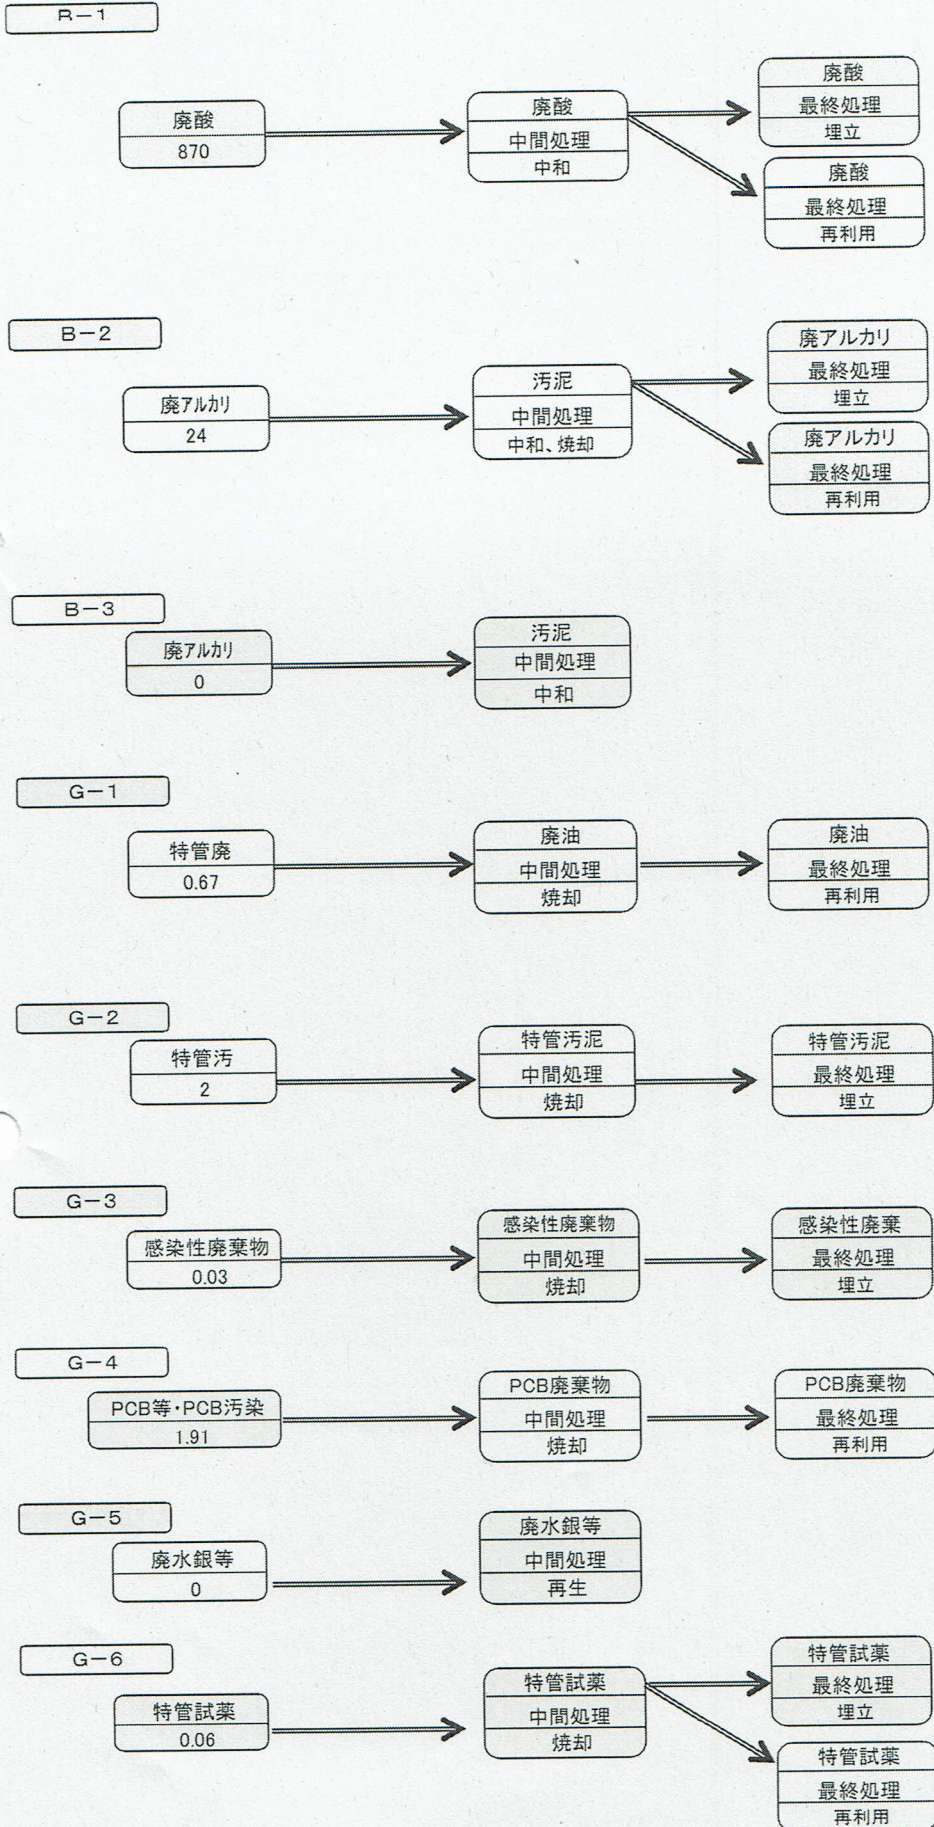 R－1
廃酸
870
廃酸
中間処理
中和
廃酸
最終処理
埋立
廃酸
最終処理
再利用
B－2
廃アルカリ
24
汚泥
中間処理
中和、焼却
廃アルカリ
最終処理
埋立
廃アルカリ
最終処理
再利用
B－3
廃アルカリ
0
汚泥
中間処理
中和
G－1
特管廃
0.67
廃油
中間処理
焼却
廃油
最終処理
再利用
G－2
特管汚
2
特管汚泥
中間処理
焼却
特管汚泥
最終処理
埋立
G－3
感染性廃棄物
0.03
感染性廃棄物
中間処理
焼却
感染性廃棄
最終処理
埋立
G－4
PCB等・PCB汚染
1.91
PCB廃棄物
中間処理
焼却
PCB廃棄物
最終処理
再利用
G－5
廃水銀等
0
廃水銀等
中間処理
再生
G－6
特管試薬
0.06
特管試薬
中間処理
焼却
特管試薬
最終処理
埋立
特管試薬
最終処理
再利用